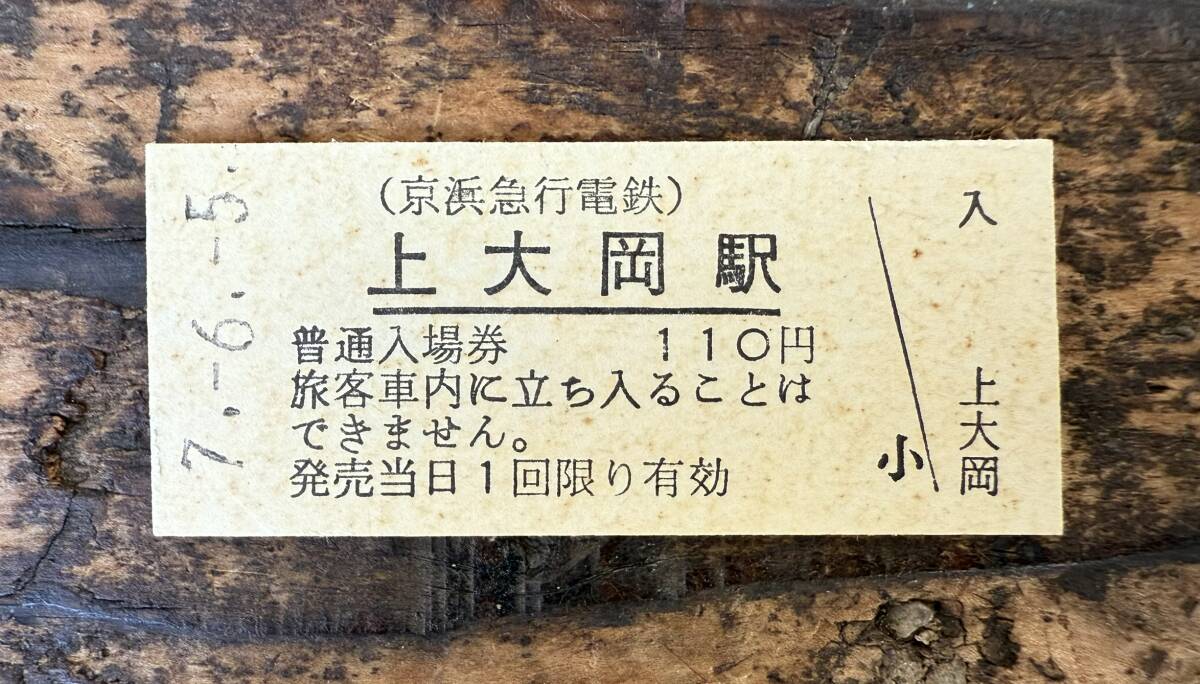 7.-6.-5.
（京浜急行電鉄）
上大岡駅
普通入場券　110円
旅客車内に立ち入ることは
できません。
発売当日1回限り有効
小
入
上大岡